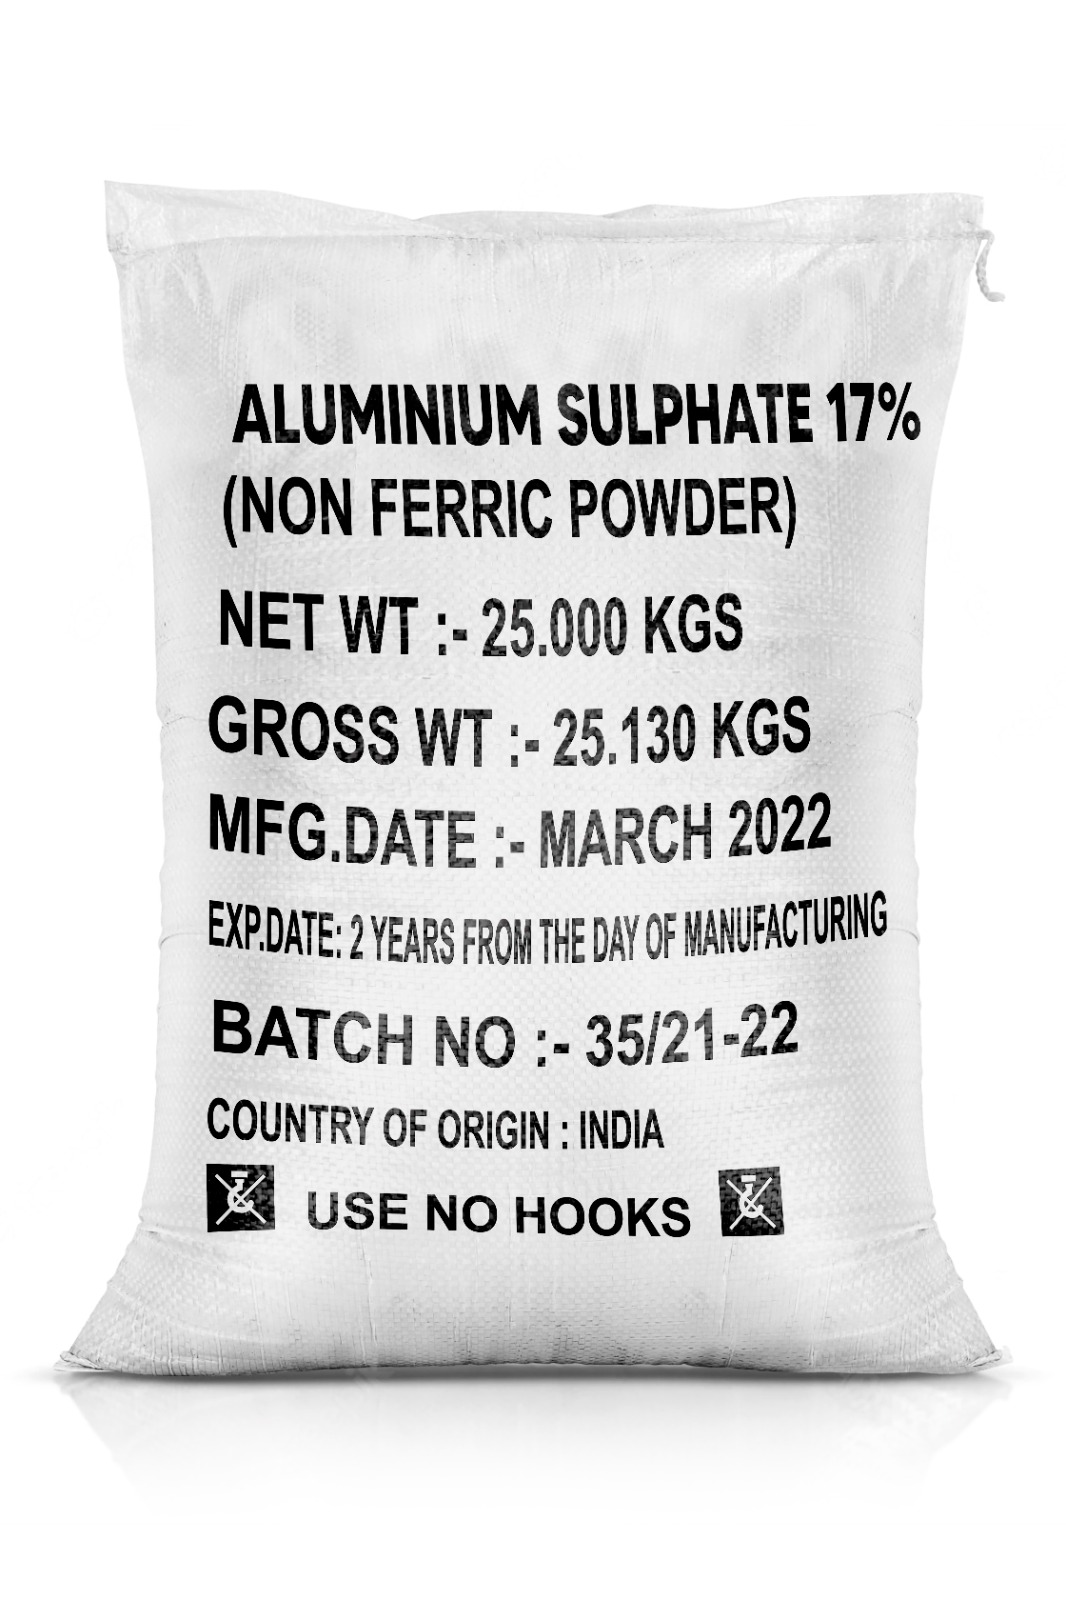 ALUMINIUM SULPHATE 17%
(NON FERRIC POWDER)
NET WT :- 25.000 KGS
GROSS WT :- 25.130 KGS
MFG.DATE :- MARCH 2022
EXP.DATE: 2 YEARS FROM THE DAY OF MANUFACTURING
BATCH NO :- 35/21-22
COUNTRY OF ORIGIN : INDIA
USE NO HOOKS